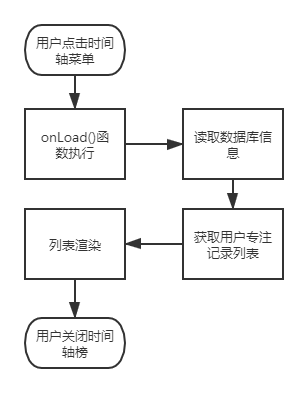 用户点击时间
轴菜单
onLoad()函
数执行
读取数据库信
息
获取用户专注
记录列表
列表渲染
用户关闭时间
轴榜